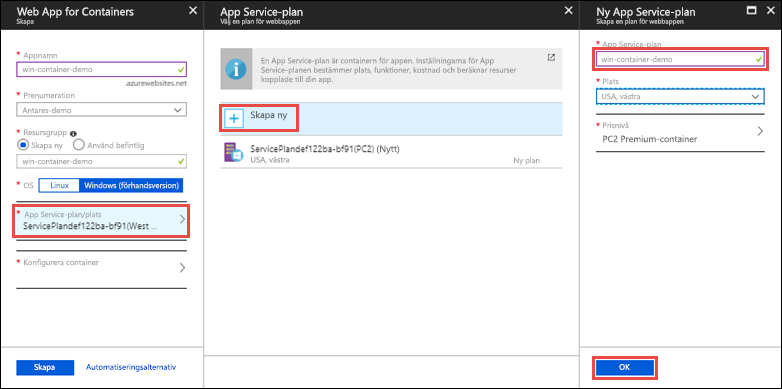 Web App for Containers
Skapa
* Appnamn
win-container-demo
.azurewebsites.net
* Prenumeration
Antares-demo
* Resursgrupp
Skapa ny
Använd befintlig
win-container-demo
* OS
Linux
Windows (förhandsversion)
* App Service-plan/plats
ServicePlandef122ba-bf91(West ...
* Konfigurera container
Skapa
Automatiseringsalternativ
App Service-plan
Välj en plan för webbappen
En App Service-plan är containern för appen. Inställningarna för App
Service-planen bestämmer plats, funktioner, kostnad och beräknar resurser
kopplade till din app.
Skapa ny
ServicePlandef122ba-bf91(PC2) (Nytt)
USA, västra
Ny plan
Ny App Service-plan
Skapa en plan för webbappen
* App Service-plan
win-container-demo
* Plats
USA, västra
* Prisnivå
PC2 Premium-container
OK